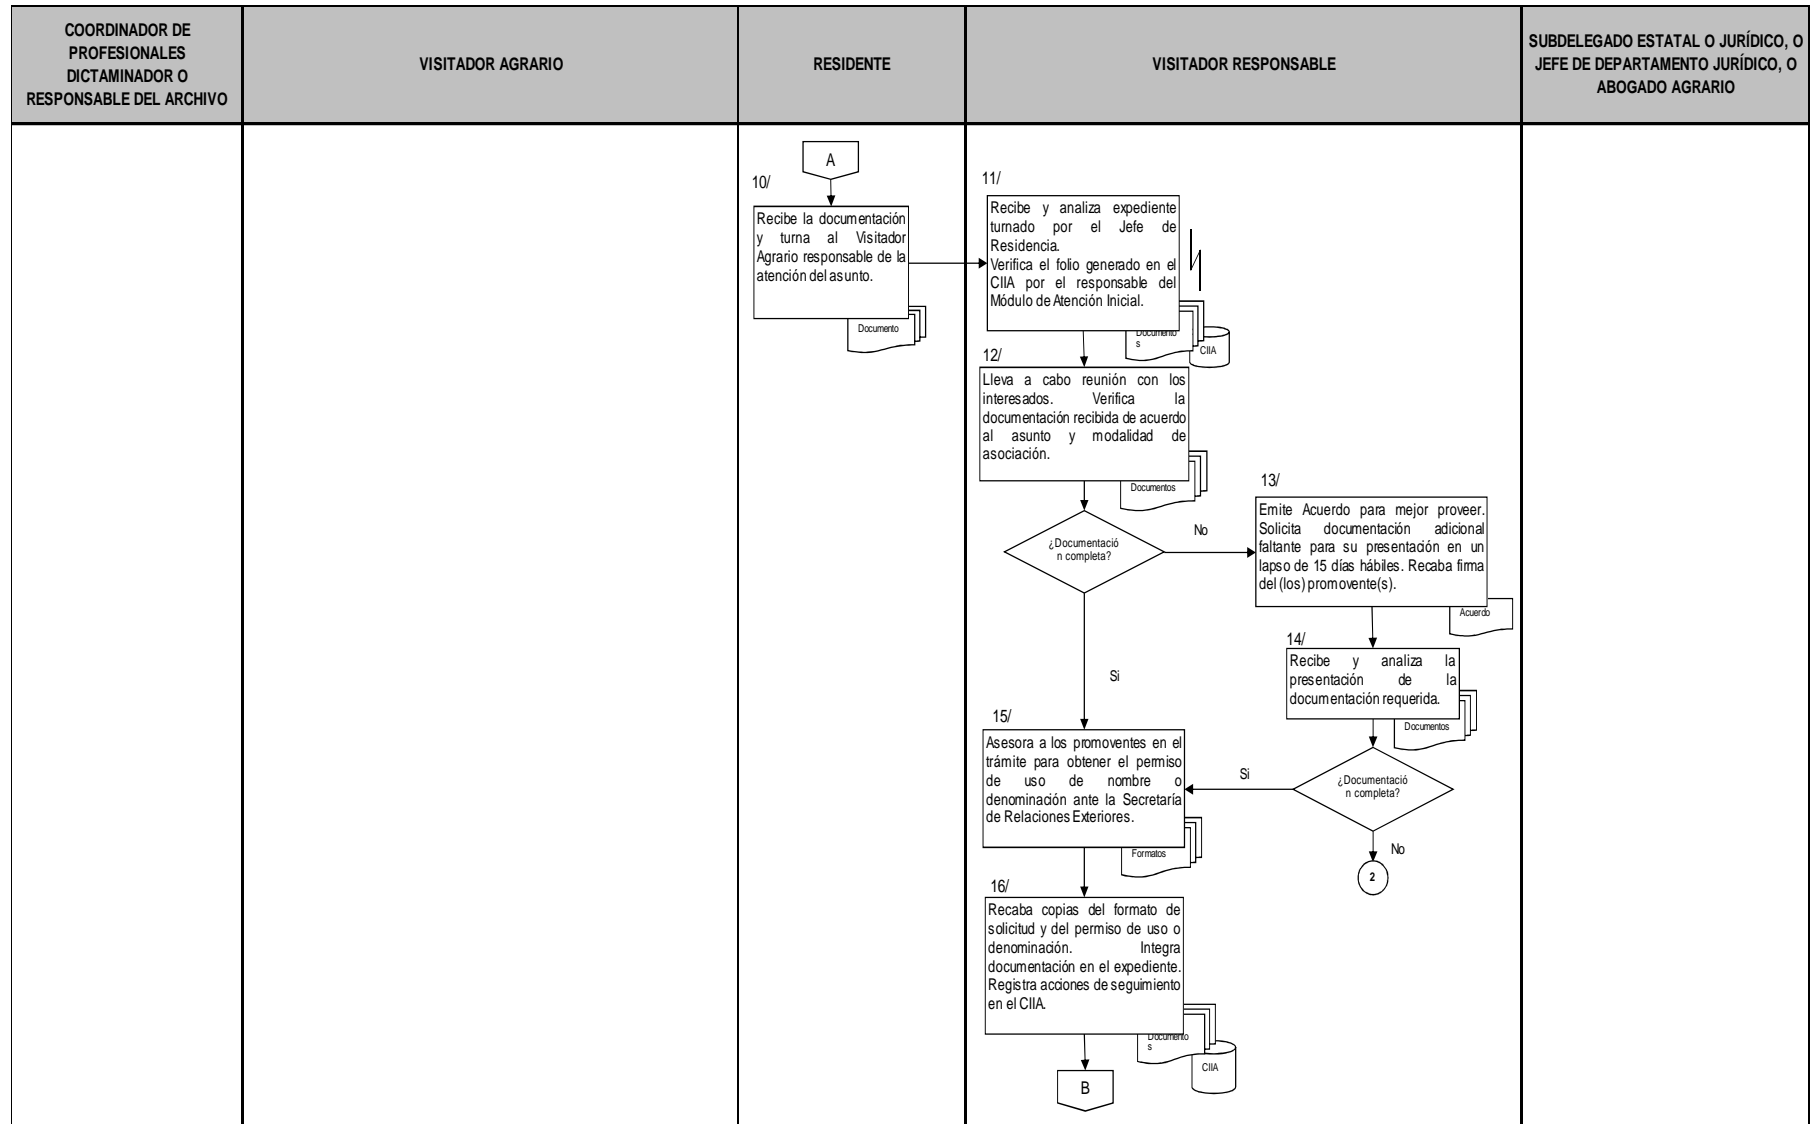 COORDINADOR DE
PROFESIONALES
DICTAMINADOR O
RESPONSABLE DEL ARCHIVO
VISITADOR AGRARIO
RESIDENTE
VISITADOR RESPONSABLE
SUBDELEGADO ESTATAL O JURÍDICO, O
JEFE DE DEPARTAMENTO JURÍDICO, O
ABOGADO AGRARIO
A
10/
Recibe la documentación
y turna al Visitador
Agrario responsable de la
atención del asunto.
Documento
11/
Recibe y analiza expediente
turnado por el Jefe de
Residencia.
Verifica el folio generado en el
CIIA por el responsable del
Módulo de Atención Inicial.
Documento
s
CIIA
12/
Lleva a cabo reunión con los
interesados. Verifica la
documentación recibida de acuerdo
al asunto y modalidad de
asociación.
Documentos
¿Documentació
n completa?
No
13/
Emite Acuerdo para mejor proveer.
Solicita documentación adicional
faltante para su presentación en un
lapso de 15 días hábiles. Recaba firma
del (los) promovente(s).
Acuerdo
14/
Recibe y analiza la
presentación de la
documentación requerida.
Documentos
Si
15/
Asesora a los promoventes en el
trámite para obtener el permiso
de uso de nombre o
denominación ante la Secretaría
de Relaciones Exteriores.
Formatos
Si
¿Documentació
n completa?
No
2
16/
Recaba copias del formato de
solicitud y del permiso de uso o
denominación. Integra
documentación en el expediente.
Registra acciones de seguimiento
en el CIIA.
Documento
s
CIIA
B